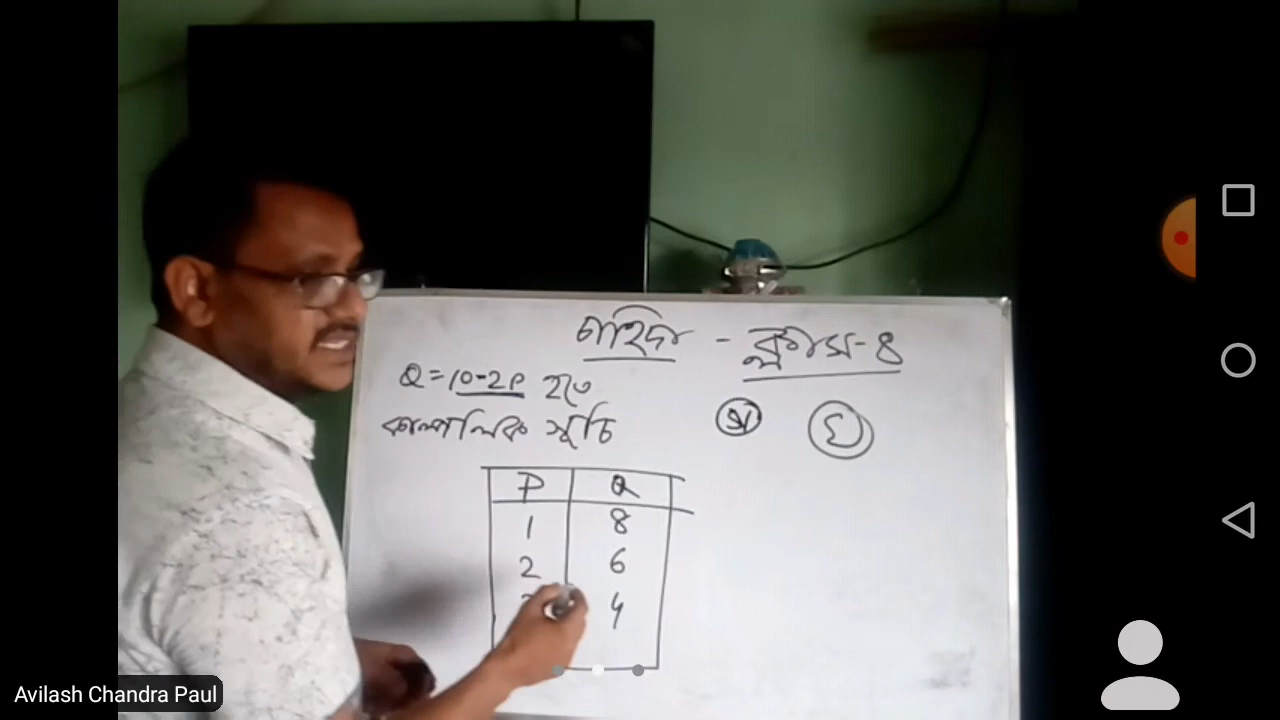 চাহিদা - ক্লাস-৪
Q = 10-2P হতে
কাল্পনিক সূচি
অ ঘ
P Q
1 8
2 6
4
Avilash Chandra Paul